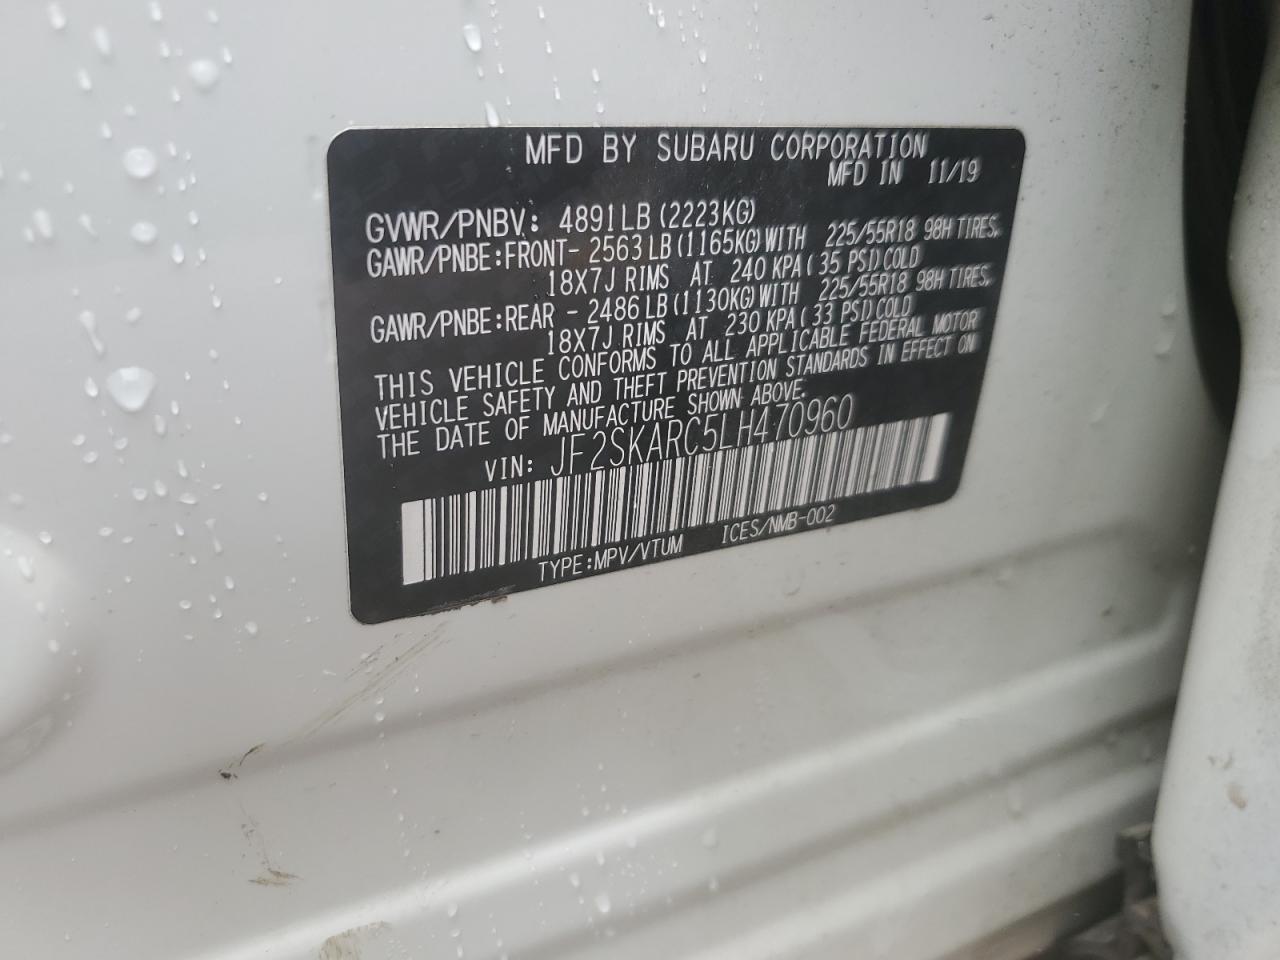 MFD BY SUBARU CORPORATION
MFD IN 11/19
GVWR/PNBV: 4891LB (2223KG)
GAWR/PNBE:FRONT- 2563LB(1165KG)WITH 225/55R18 98H TIRES,
18X7J RIMS AT 240 KPA(35 PSI)COLD
GAWR/PNBE:REAR - 2486LB(1130KG)WITH 225/55R18 98H TIRES,
18X7J RIMS AT 230 KPA(33 PSI)COLD
THIS VEHICLE CONFORMS TO ALL APPLICABLE FEDERAL MOTOR
VEHICLE SAFETY AND THEFT PREVENTION STANDARDS IN EFFECT ON
THE DATE OF MANUFACTURE SHOWN ABOVE.
VIN: JF2SKARC5LH470960
TYPE:MPV/VTUM ICES/NMB-002